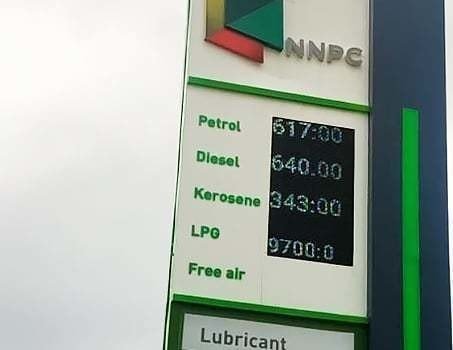 NNPC
Petrol 617:00
Diesel 640.00
Kerosene 343:00
LPG 9700:0
Free air
Lubricant